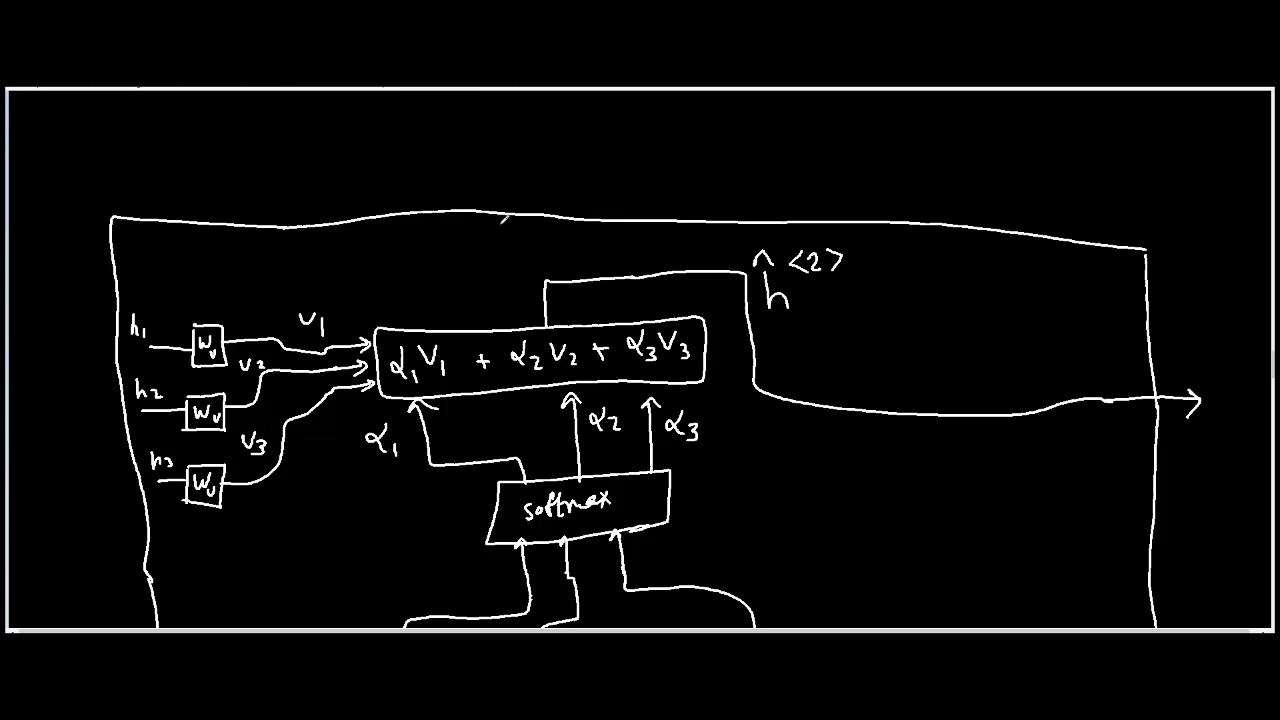 ĥ <2>
h1 Wv v1
α1V1 + α2V2 + α3V3
h2 Wv v2
h3 Wv v3
α1 α2 α3
softmax